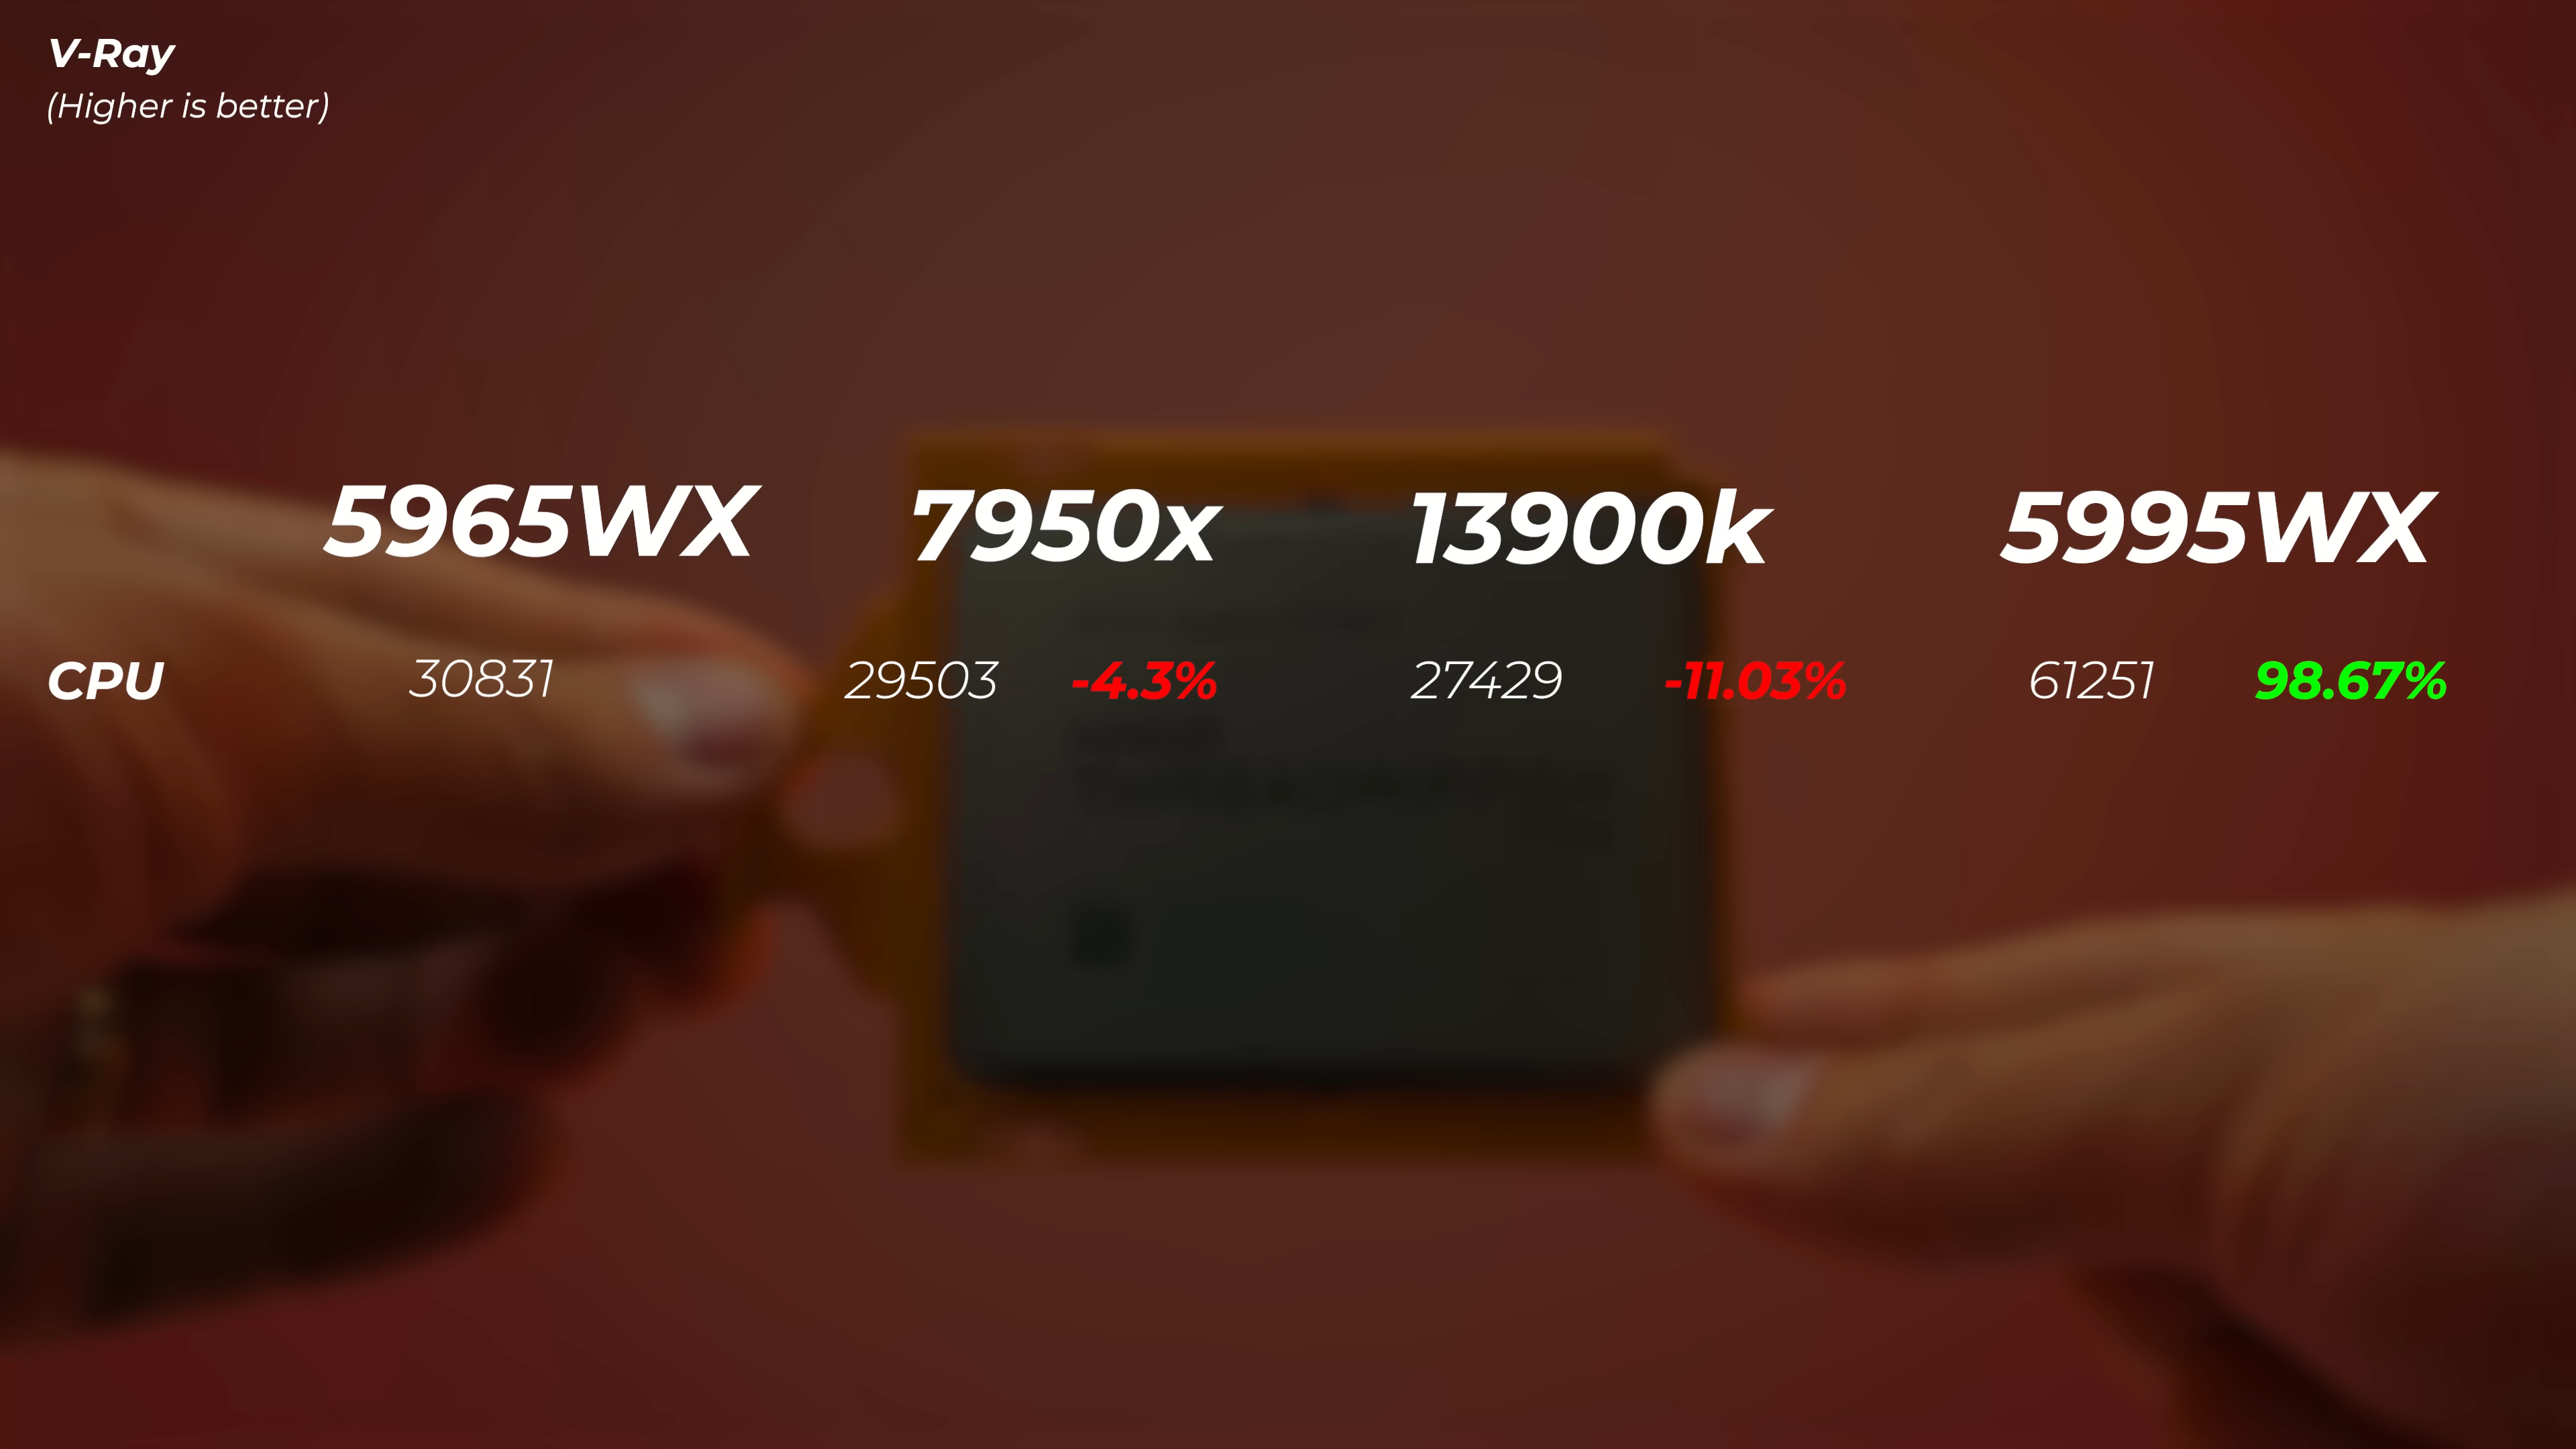 V-Ray
(Higher is better)
5965WX 7950x 13900k 5995WX
CPU 30831 29503 -4.3% 27429 -11.03% 61251 98.67%